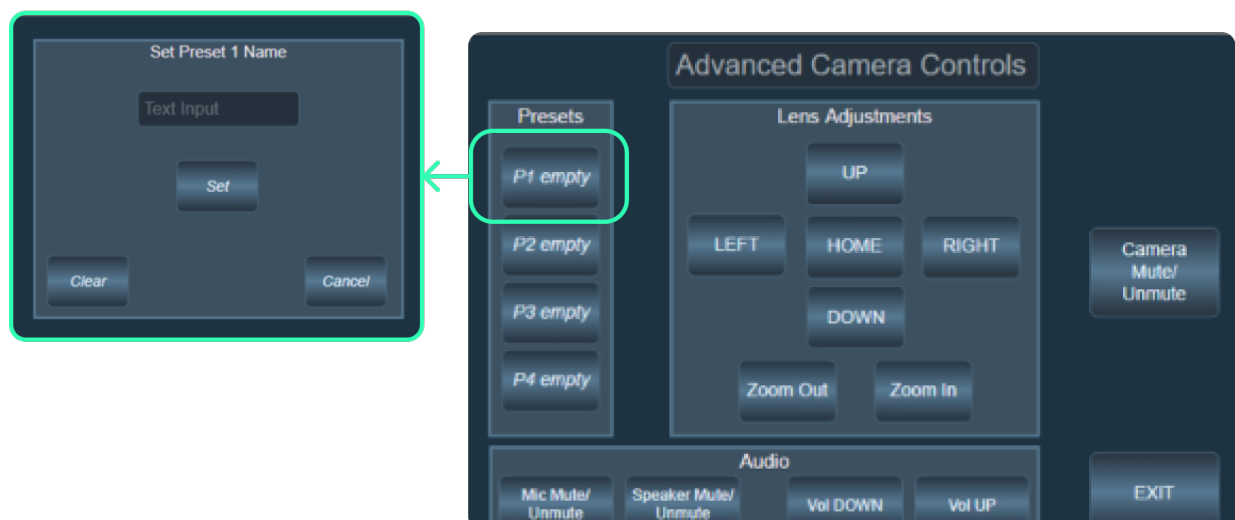 Set Preset 1 Name
Text Input
Set
Clear
Cancel
Advanced Camera Controls
Presets
P1 empty
P2 empty
P3 empty
P4 empty
Lens Adjustments
UP
LEFT
HOME
RIGHT
DOWN
Zoom Out
Zoom In
Camera
Mute/
Unmute
Audio
Mic Mute/
Unmute
Speaker Mute/
Unmute
Vol DOWN
Vol UP
EXIT